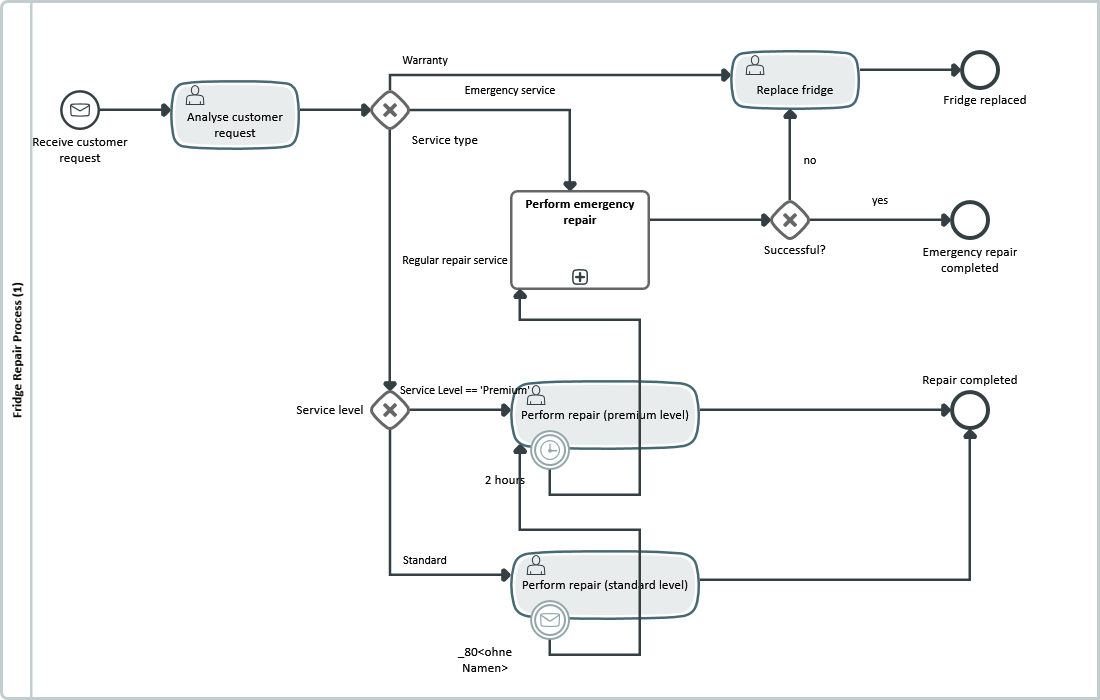 Fridge Repair Process (1)
Receive customer
request
Analyse customer
request
Warranty
Emergency service
Service type
Replace fridge
Fridge replaced
no
Perform emergency
repair
Successful?
yes
Emergency repair
completed
Regular repair service
Service level
Service Level == 'Premium'
Perform repair (premium level)
Repair completed
2 hours
Standard
Perform repair (standard level)
_80<ohne
Namen>